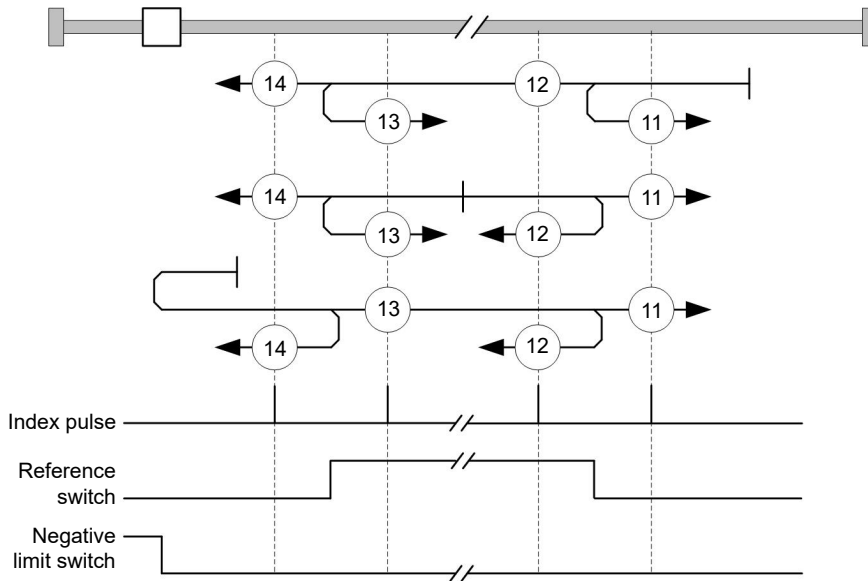 14
12
13
11
14
11
13
12
13
11
14
12
Index pulse
Reference
switch
Negative
limit switch